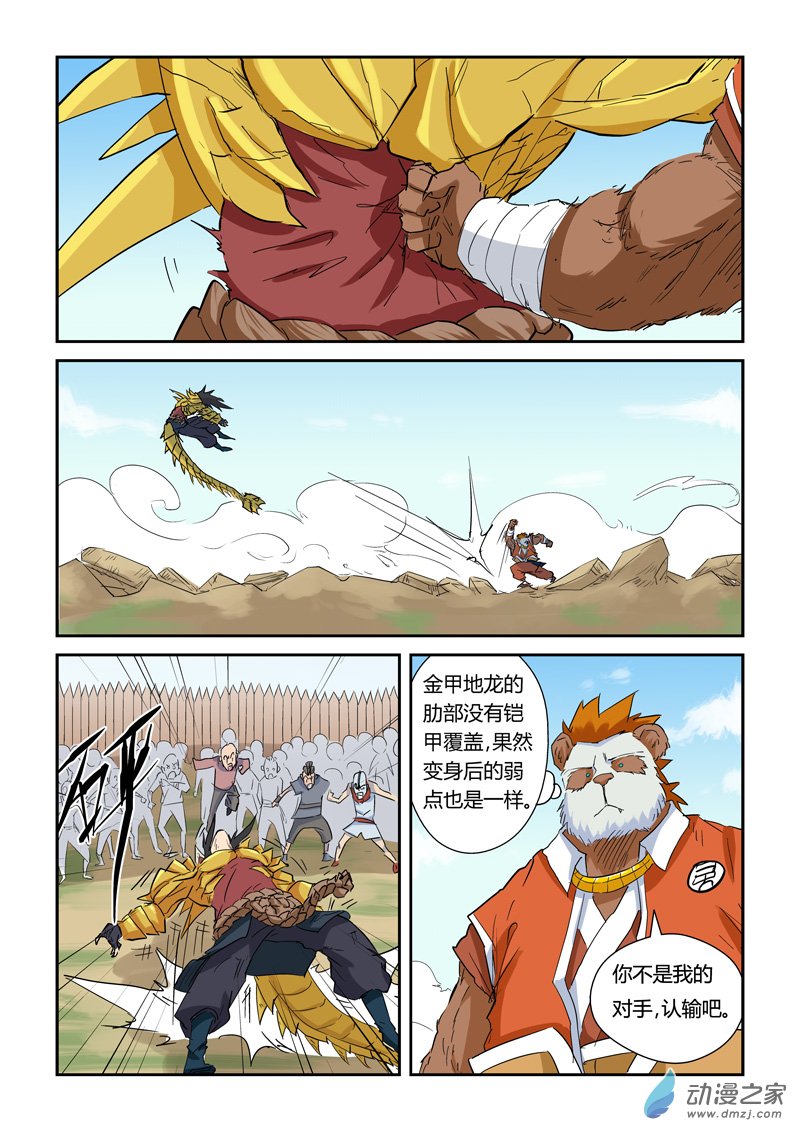 砰
金甲地龙的
肋部没有铠
甲覆盖,果然
变身后的弱
点也是一样。
灵
你不是我的
对手,认输吧。
动漫之家
www.dmzj.com